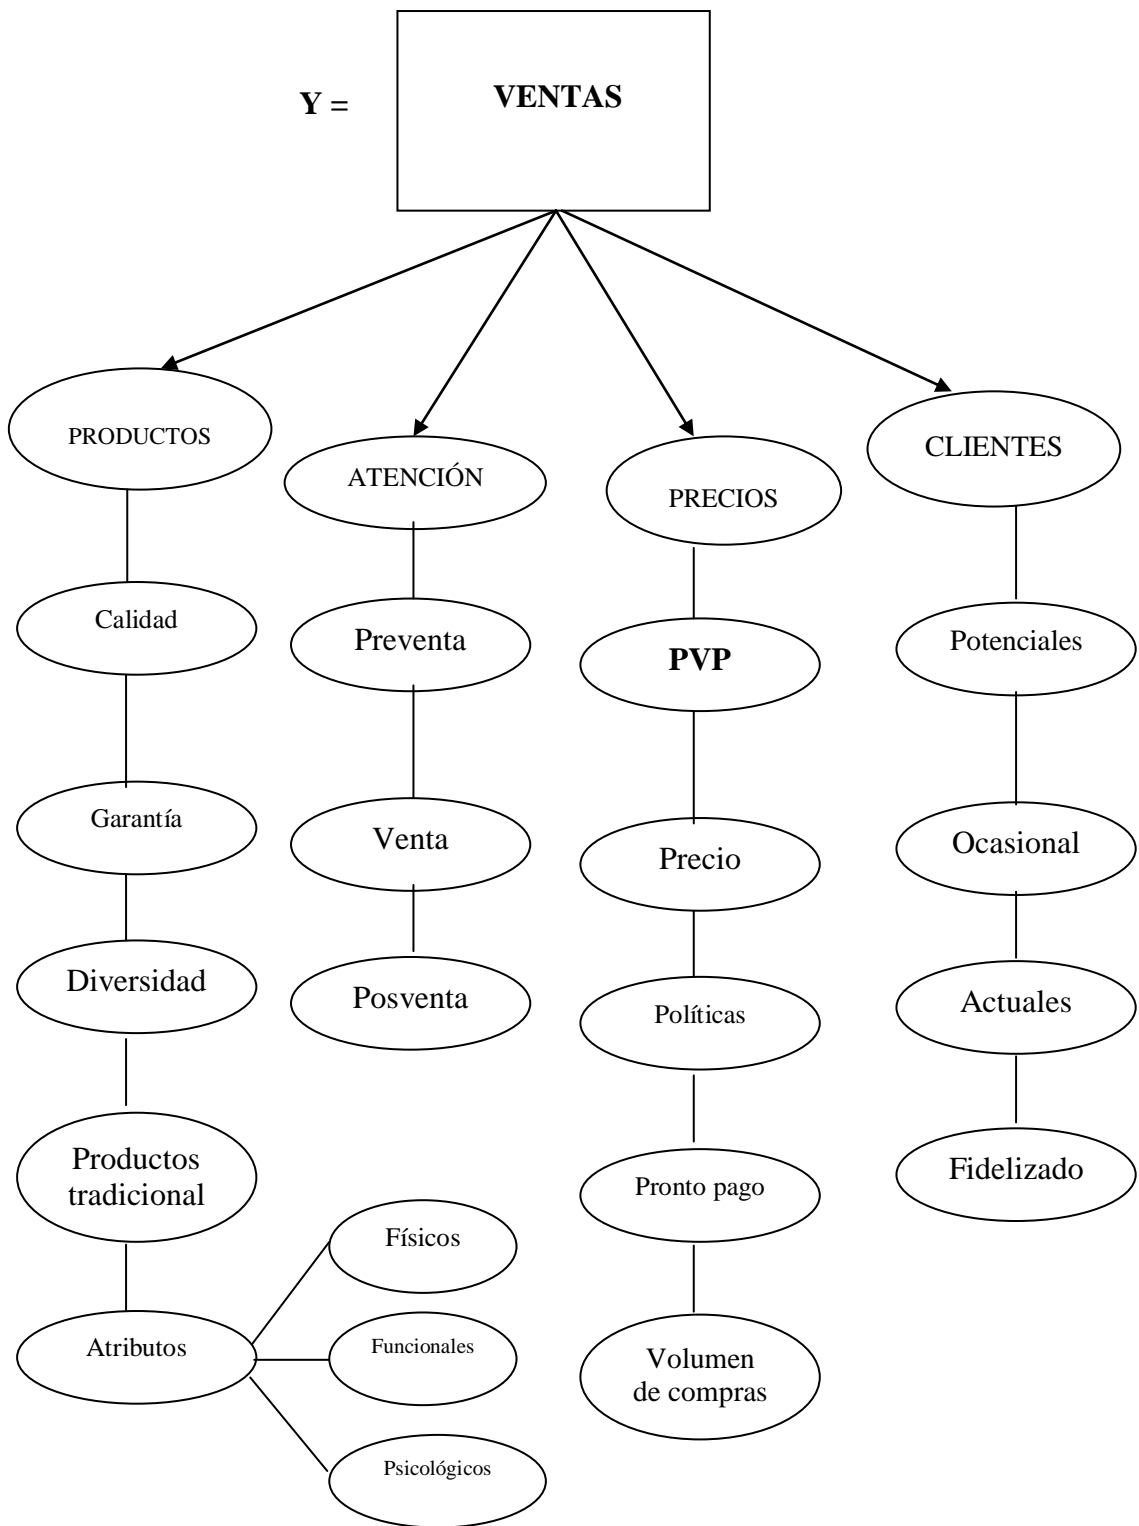 Y =
VENTAS
PRODUCTOS
ATENCIÓN
PRECIOS
CLIENTES
Calidad
Preventa
PVP
Potenciales
Garantía
Venta
Precio
Ocasional
Diversidad
Posventa
Políticas
Actuales
Productos
tradicional
Pronto pago
Fidelizado
Atributos
Físicos
Funcionales
Psicológicos
Volumen
de compras